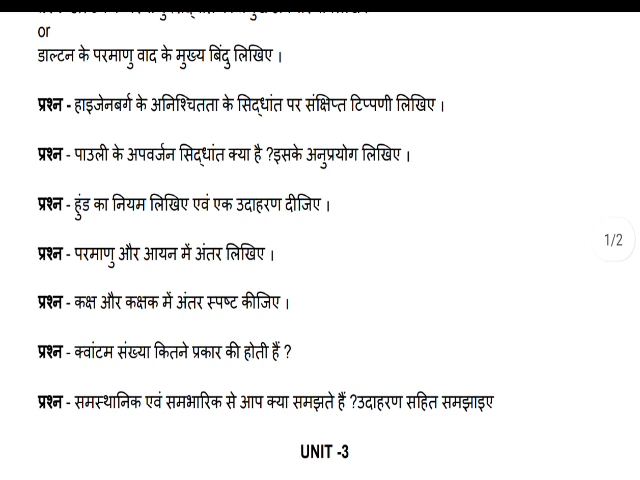 or
डाल्टन के परमाणु वाद के मुख्य बिंदु लिखिए ।
प्रश्न - हाइजेनबर्ग के अनिश्चितता के सिद्धांत पर संक्षिप्त टिप्पणी लिखिए ।
प्रश्न - पाउली के अपवर्जन सिद्धांत क्या है ?इसके अनुप्रयोग लिखिए ।
प्रश्न - हुंड का नियम लिखिए एवं एक उदाहरण दीजिए ।
1/2
प्रश्न - परमाणु और आयन में अंतर लिखिए ।
प्रश्न - कक्ष और कक्षक में अंतर स्पष्ट कीजिए ।
प्रश्न - क्वांटम संख्या कितने प्रकार की होती हैं ?
प्रश्न - समस्थानिक एवं समभारिक से आप क्या समझते हैं ?उदाहरण सहित समझाइए
UNIT -3